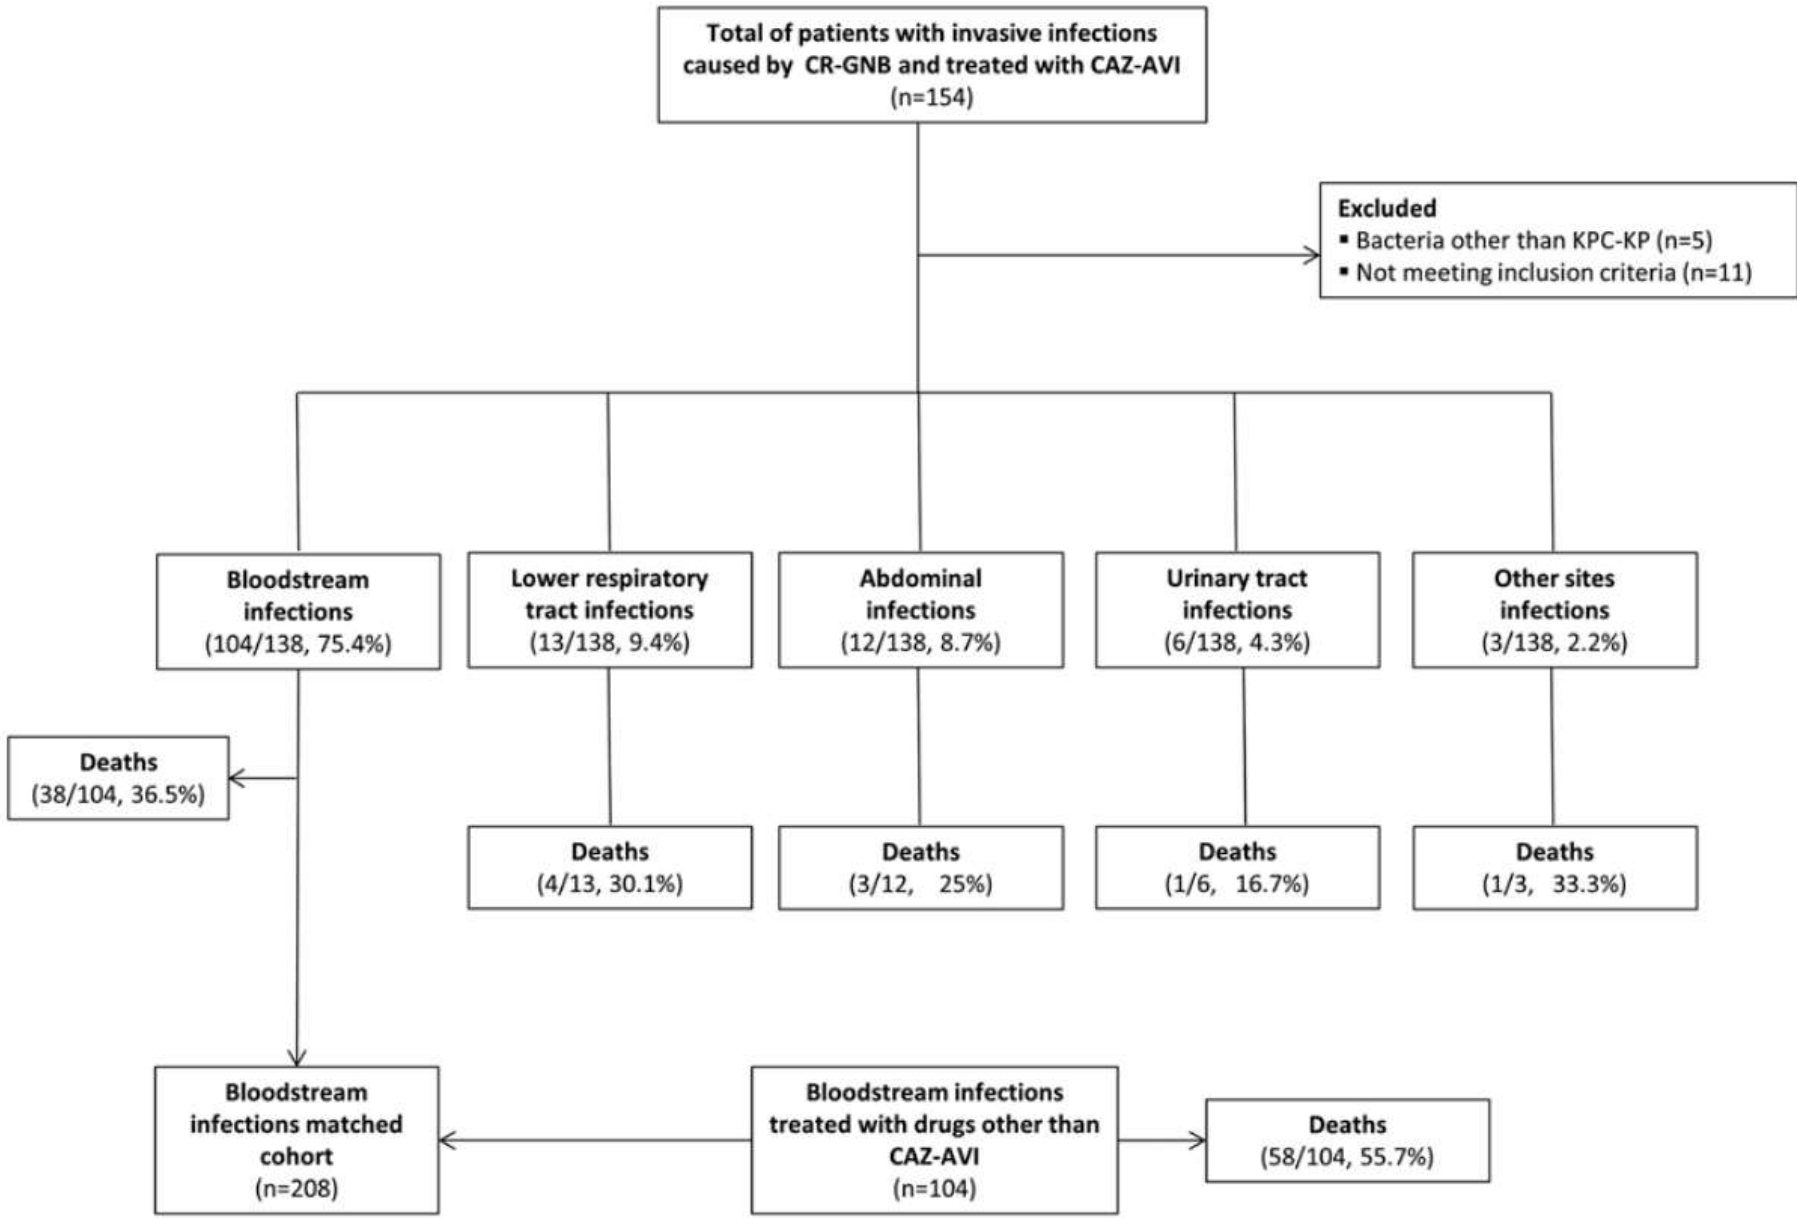 Total of patients with invasive infections
caused by CR-GNB and treated with CAZ-AVI
(n=154)
Excluded
▪ Bacteria other than KPC-KP (n=5)
▪ Not meeting inclusion criteria (n=11)
Bloodstream
infections
(104/138, 75.4%)
Lower respiratory
tract infections
(13/138, 9.4%)
Abdominal
infections
(12/138, 8.7%)
Urinary tract
infections
(6/138, 4.3%)
Other sites
infections
(3/138, 2.2%)
Deaths
(38/104, 36.5%)
Deaths
(4/13, 30.1%)
Deaths
(3/12, 25%)
Deaths
(1/6, 16.7%)
Deaths
(1/3, 33.3%)
Bloodstream
infections matched
cohort
(n=208)
Bloodstream infections
treated with drugs other than
CAZ-AVI
(n=104)
Deaths
(58/104, 55.7%)